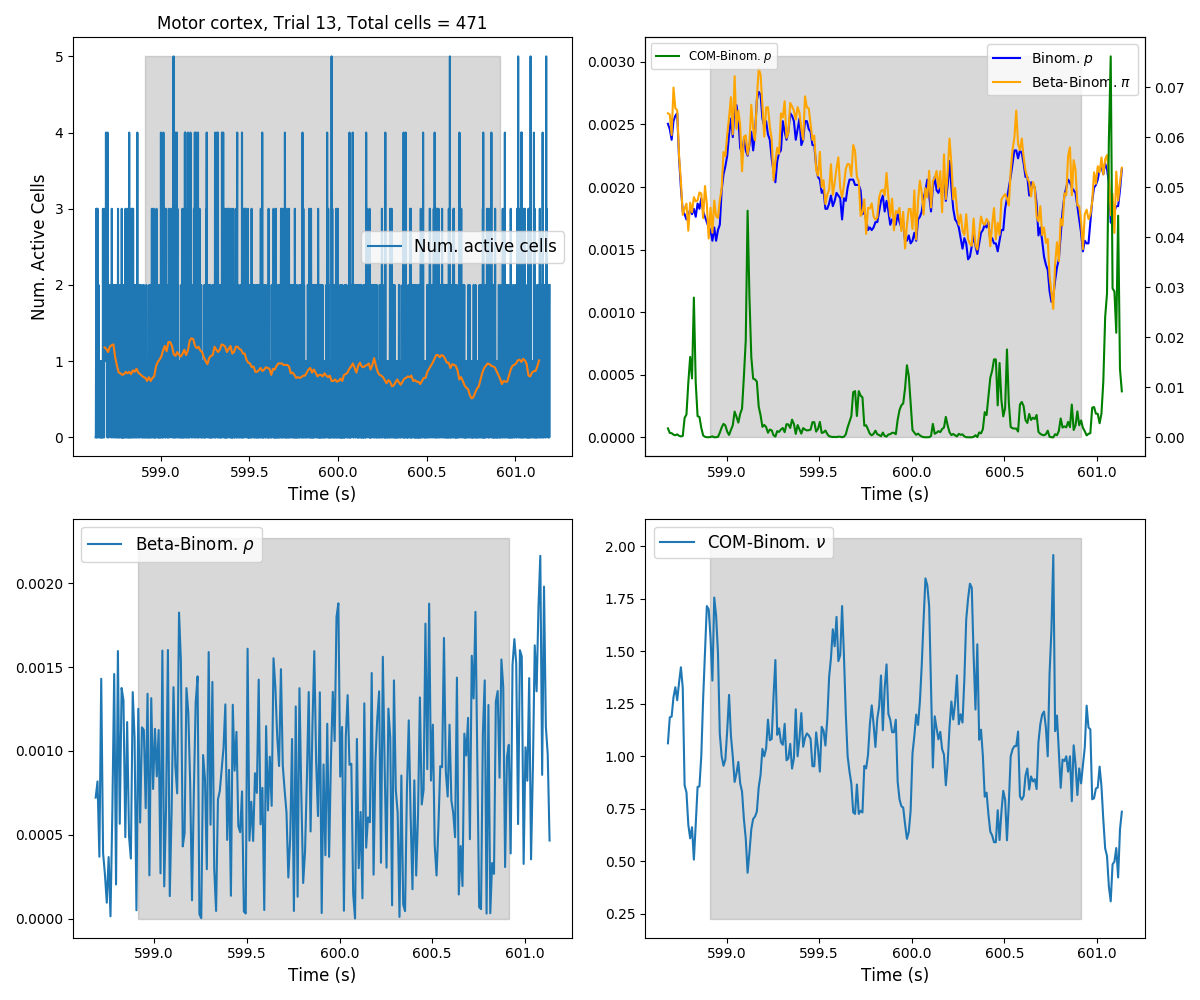 Motor cortex, Trial 13, Total cells = 471
5
4
3
2
1
0
Num. Active Cells
Num. active cells
599.0 599.5 600.0 600.5 601.0
Time (s)
COM-Binom. p
Binom. p
Beta-Binom. π
0.0030
0.0025
0.0020
0.0015
0.0010
0.0005
0.0000
0.07
0.06
0.05
0.04
0.03
0.02
0.01
0.00
599.0 599.5 600.0 600.5 601.0
Time (s)
Beta-Binom. ρ
0.0020
0.0015
0.0010
0.0005
0.0000
599.0 599.5 600.0 600.5 601.0
Time (s)
COM-Binom. ν
2.00
1.75
1.50
1.25
1.00
0.75
0.50
0.25
599.0 599.5 600.0 600.5 601.0
Time (s)